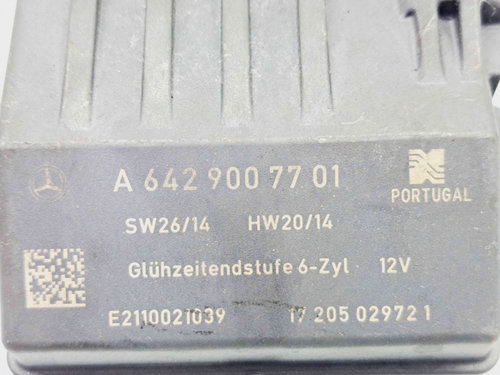 A 642 900 77 01
PORTUGAL
SW26/14 HW20/14
Glühzeitendstufe 6-Zyl 12V
E2110021039 17 205 02972 1